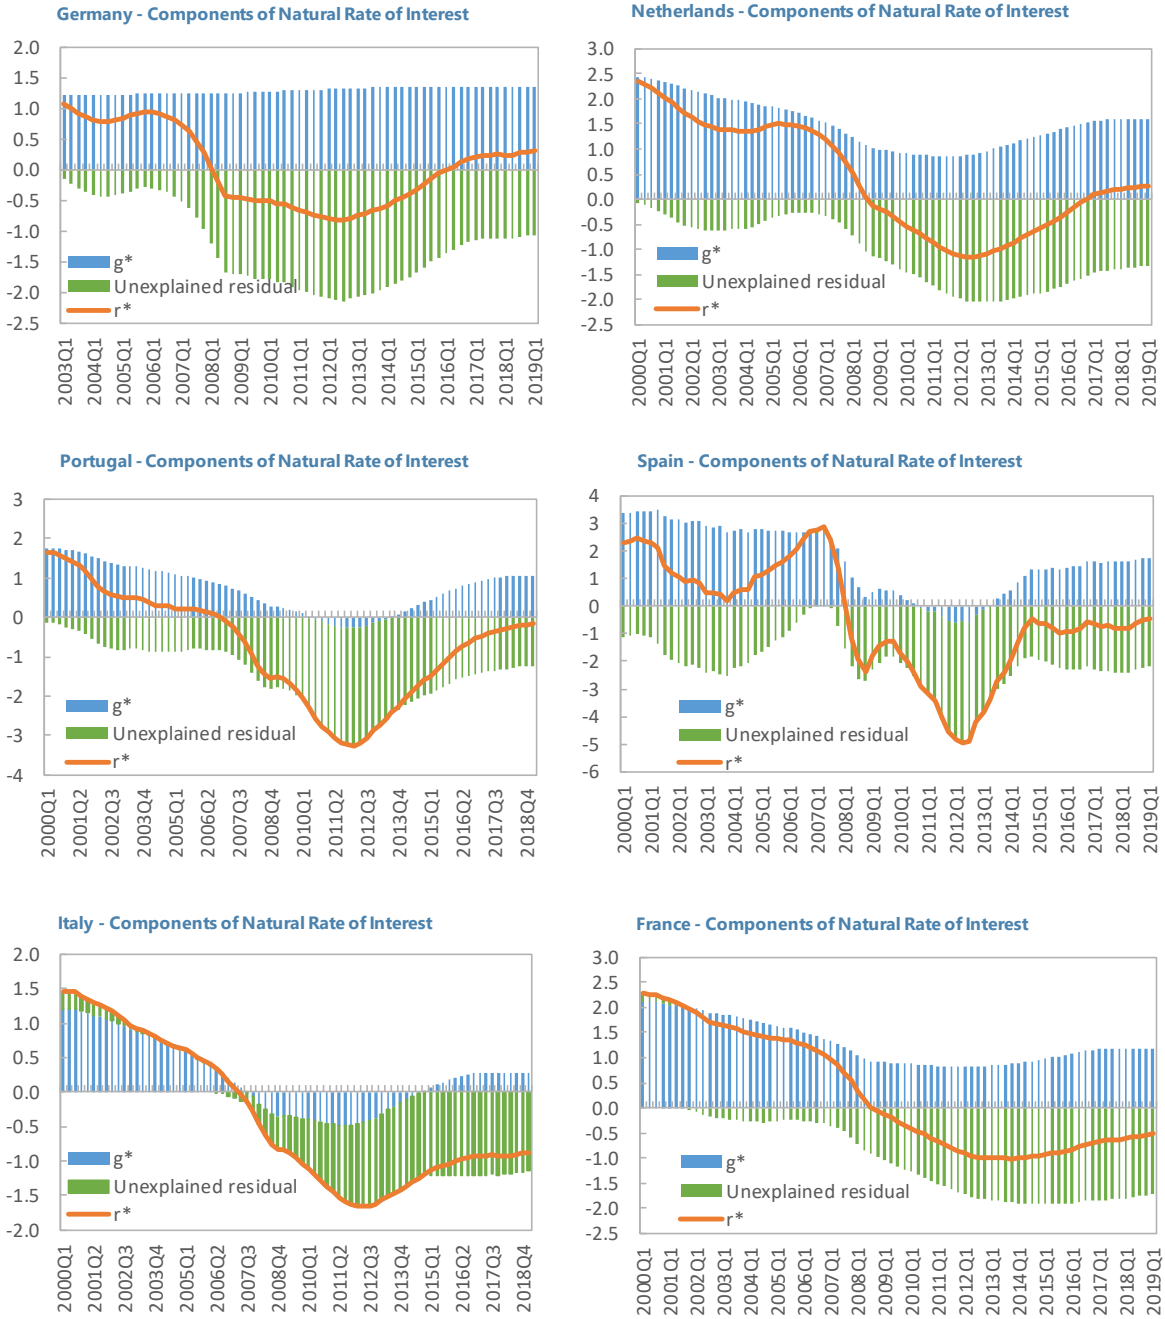 Germany - Components of Natural Rate of Interest
2.0
1.5
1.0
0.5
0.0
-0.5
-1.0
-1.5
-2.0
-2.5
g*
Unexplained residual
r*
2003Q1
2004Q1
2005Q1
2006Q1
2007Q1
2008Q1
2009Q1
2010Q1
2011Q1
2012Q1
2013Q1
2014Q1
2015Q1
2016Q1
2017Q1
2018Q1
2019Q1
Netherlands - Components of Natural Rate of Interest
3.0
2.5
2.0
1.5
1.0
0.5
0.0
-0.5
-1.0
-1.5
-2.0
-2.5
g*
Unexplained residual
r*
2000Q1
2001Q1
2002Q1
2003Q1
2004Q1
2005Q1
2006Q1
2007Q1
2008Q1
2009Q1
2010Q1
2011Q1
2012Q1
2013Q1
2014Q1
2015Q1
2016Q1
2017Q1
2018Q1
2019Q1
Portugal - Components of Natural Rate of Interest
3
2
1
0
-1
-2
-3
-4
g*
Unexplained residual
r*
2000Q1
2001Q2
2002Q3
2003Q4
2005Q1
2006Q2
2007Q3
2008Q4
2010Q1
2011Q2
2012Q3
2013Q4
2015Q1
2016Q2
2017Q3
2018Q4
Spain - Components of Natural Rate of Interest
4
3
2
1
0
-1
-2
-3
-4
-5
-6
g*
Unexplained residual
r*
2000Q1
2001Q1
2002Q1
2003Q1
2004Q1
2005Q1
2006Q1
2007Q1
2008Q1
2009Q1
2010Q1
2011Q1
2012Q1
2013Q1
2014Q1
2015Q1
2016Q1
2017Q1
2018Q1
2019Q1
Italy - Components of Natural Rate of Interest
2.0
1.5
1.0
0.5
0.0
-0.5
-1.0
-1.5
-2.0
g*
Unexplained residual
r*
2000Q1
2001Q2
2002Q3
2003Q4
2005Q1
2006Q2
2007Q3
2008Q4
2010Q1
2011Q2
2012Q3
2013Q4
2015Q1
2016Q2
2017Q3
2018Q4
France - Components of Natural Rate of Interest
3.0
2.5
2.0
1.5
1.0
0.5
0.0
-0.5
-1.0
-1.5
-2.0
-2.5
g*
Unexplained residual
r*
2000Q1
2001Q1
2002Q1
2003Q1
2004Q1
2005Q1
2006Q1
2007Q1
2008Q1
2009Q1
2010Q1
2011Q1
2012Q1
2013Q1
2014Q1
2015Q1
2016Q1
2017Q1
2018Q1
2019Q1